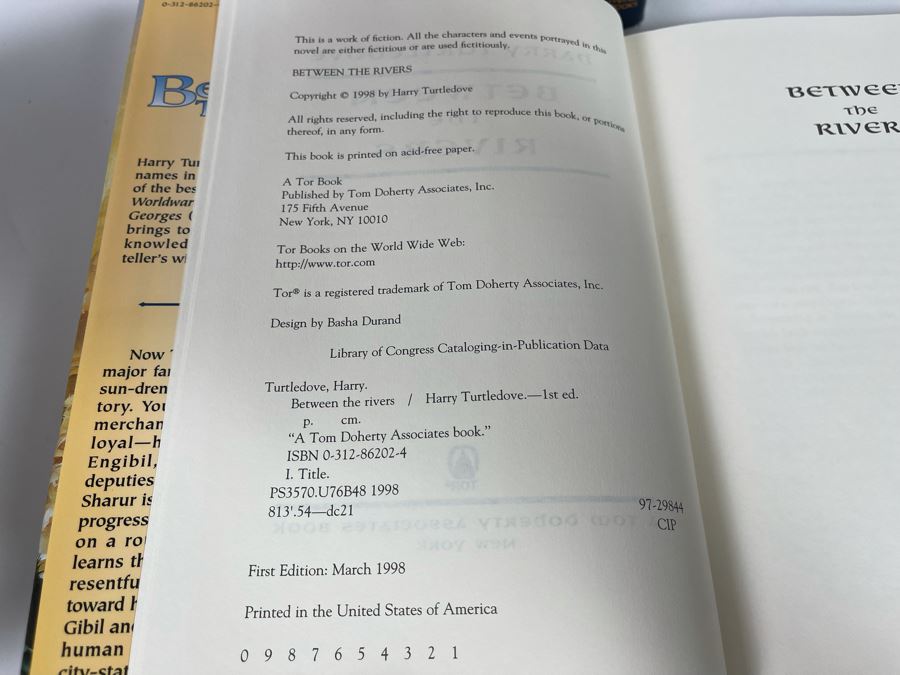 0-312-86202-
Be
Harry Tur
names in
of the bes
Worldwar
Georges (
brings to
knowled
teller's wi
Now
major fan
sun-dren
tory. You
merchan
loyal—h
Engibil,
deputies
Sharur is
progress
on a ro
learns th
resentfu
toward h
Gibil and
human
city-stat
This is a work of fiction. All the characters and events portrayed in this
novel are either fictitious or are used fictitiously.
BETWEEN THE RIVERS
Copyright © 1998 by Harry Turtledove
All rights reserved, including the right to reproduce this book, or portions
thereof, in any form.
This book is printed on acid-free paper.
A Tor Book
Published by Tom Doherty Associates, Inc.
175 Fifth Avenue
New York, NY 10010
Tor Books on the World Wide Web:
http://www.tor.com
Tor® is a registered trademark of Tom Doherty Associates, Inc.
Design by Basha Durand
Library of Congress Cataloging-in-Publication Data
Turtledove, Harry.
Between the rivers / Harry Turtledove.—1st ed.
p. cm.
"A Tom Doherty Associates book."
ISBN 0-312-86202-4
I. Title.
PS3570.U76B48 1998
813'.54—dc21
97-29844
CIP
First Edition: March 1998
Printed in the United States of America
0 9 8 7 6 5 4 3 2 1
BETWEE
THE
RIVER